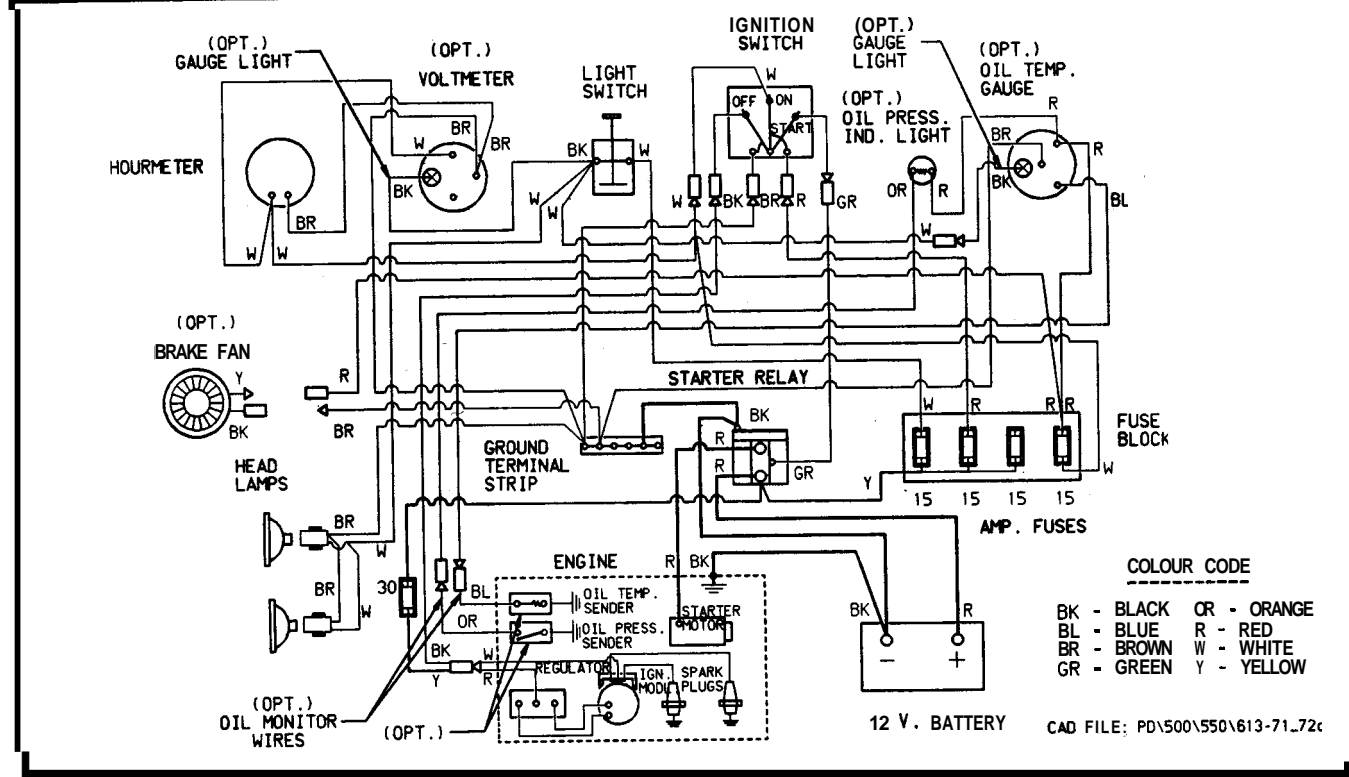 (OPT.)
GAUGE LIGHT
(OPT.)
VOLTMETER
LIGHT
SWITCH
IGNITION
SWITCH
(OPT.)
GAUGE
LIGHT
(OPT.)
OIL TEMP.
GAUGE
W
OFF
ON
START
(OPT.)
OIL PRESS.
IND. LIGHT
R
HOURMETER
W
BR
BR
BK
BK
W
OR
R
BR
BK
R
BL
BR
W
W
W
W
W
BK
BR
R
GR
W
(OPT.)
BRAKE FAN
Y
BK
R
BR
STARTER RELAY
BK
R
R
GR
W
R
R
R
FUSE
BLOCK
Y
W
15
15
15
15
AMP. FUSES
GROUND
TERMINAL
STRIP
HEAD
LAMPS
BR
W
BR
W
30
ENGINE
BL
OIL TEMP.
SENDER
OR
OIL PRESS.
SENDER
R
BK
STARTER
MOTOR
BK
Y
W
R
REGULATOR
IGN.
MODU
SPARK
PLUGS
BK
R
-
+
12 V. BATTERY
(OPT.)
OIL MONITOR
WIRES
(OPT.)
COLOUR CODE
BK - BLACK OR - ORANGE
BL - BLUE R - RED
BR - BROWN W - WHITE
GR - GREEN Y - YELLOW
CAD FILE: PD\500\550\613-71_72c